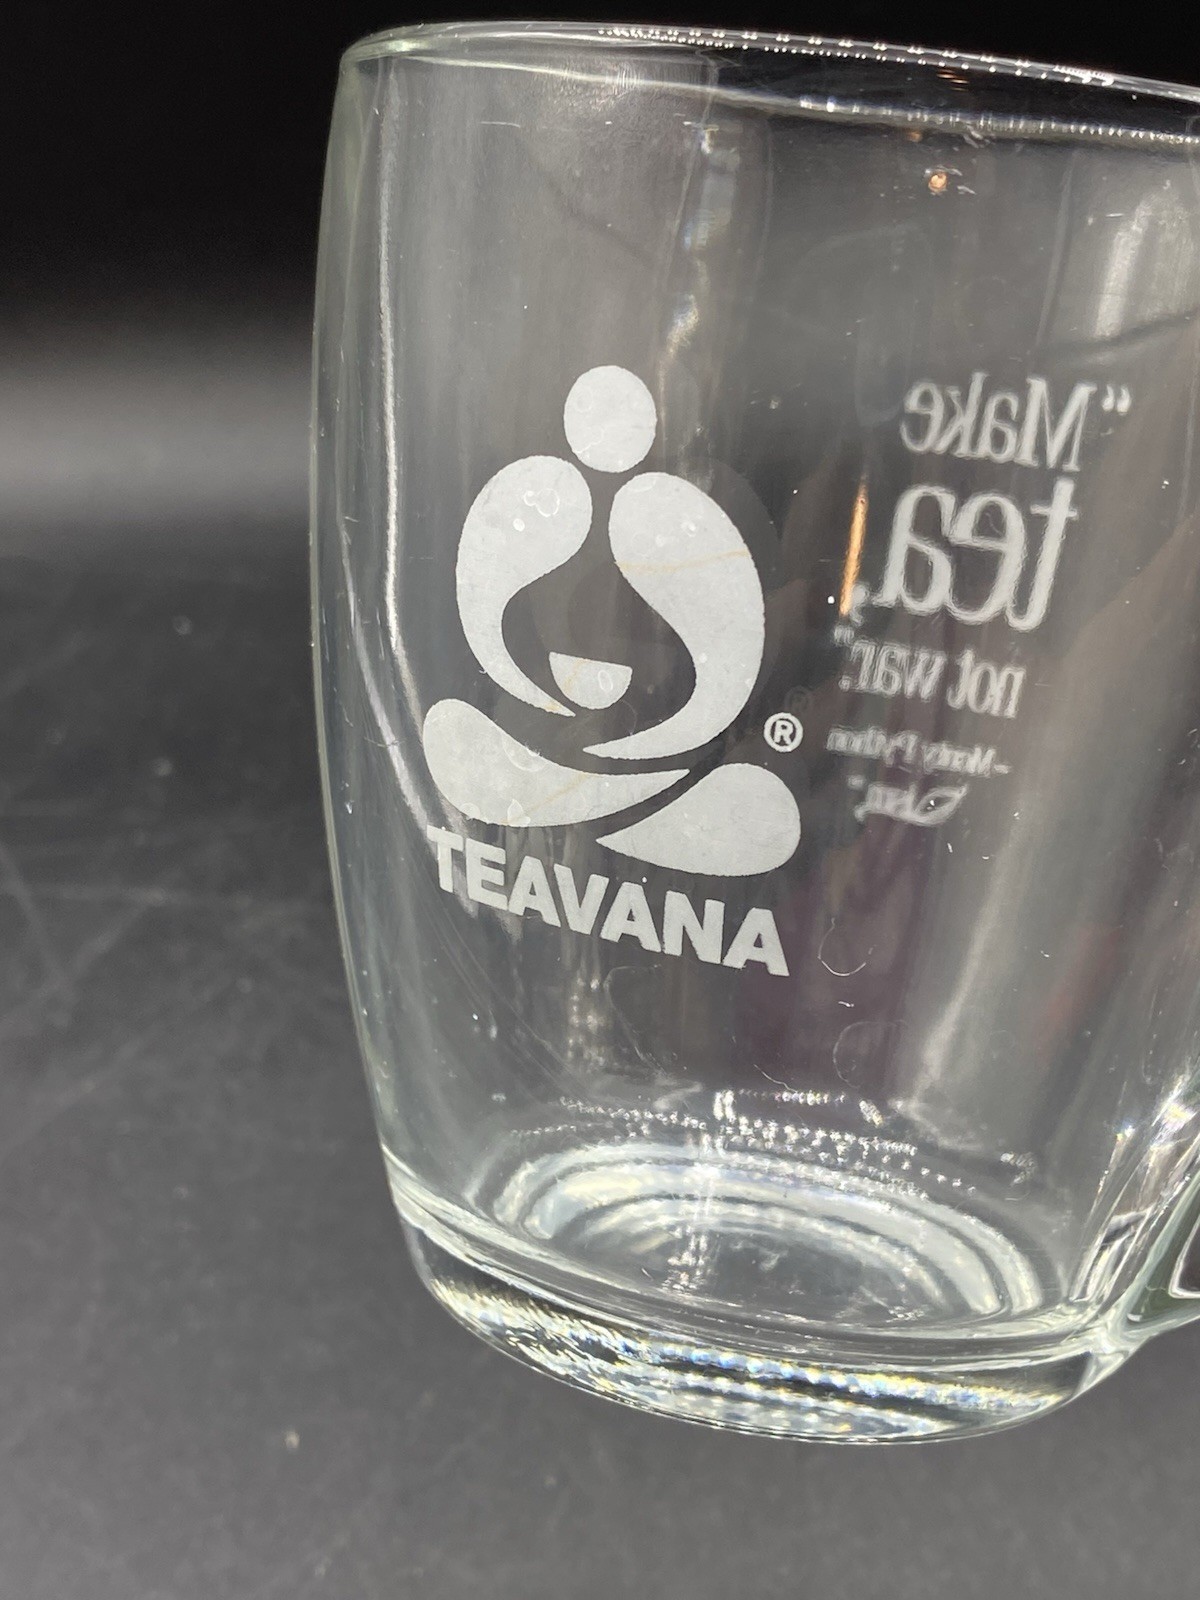 ®
TEAVANA
“Make
tea,
not war.”
~Monty Python